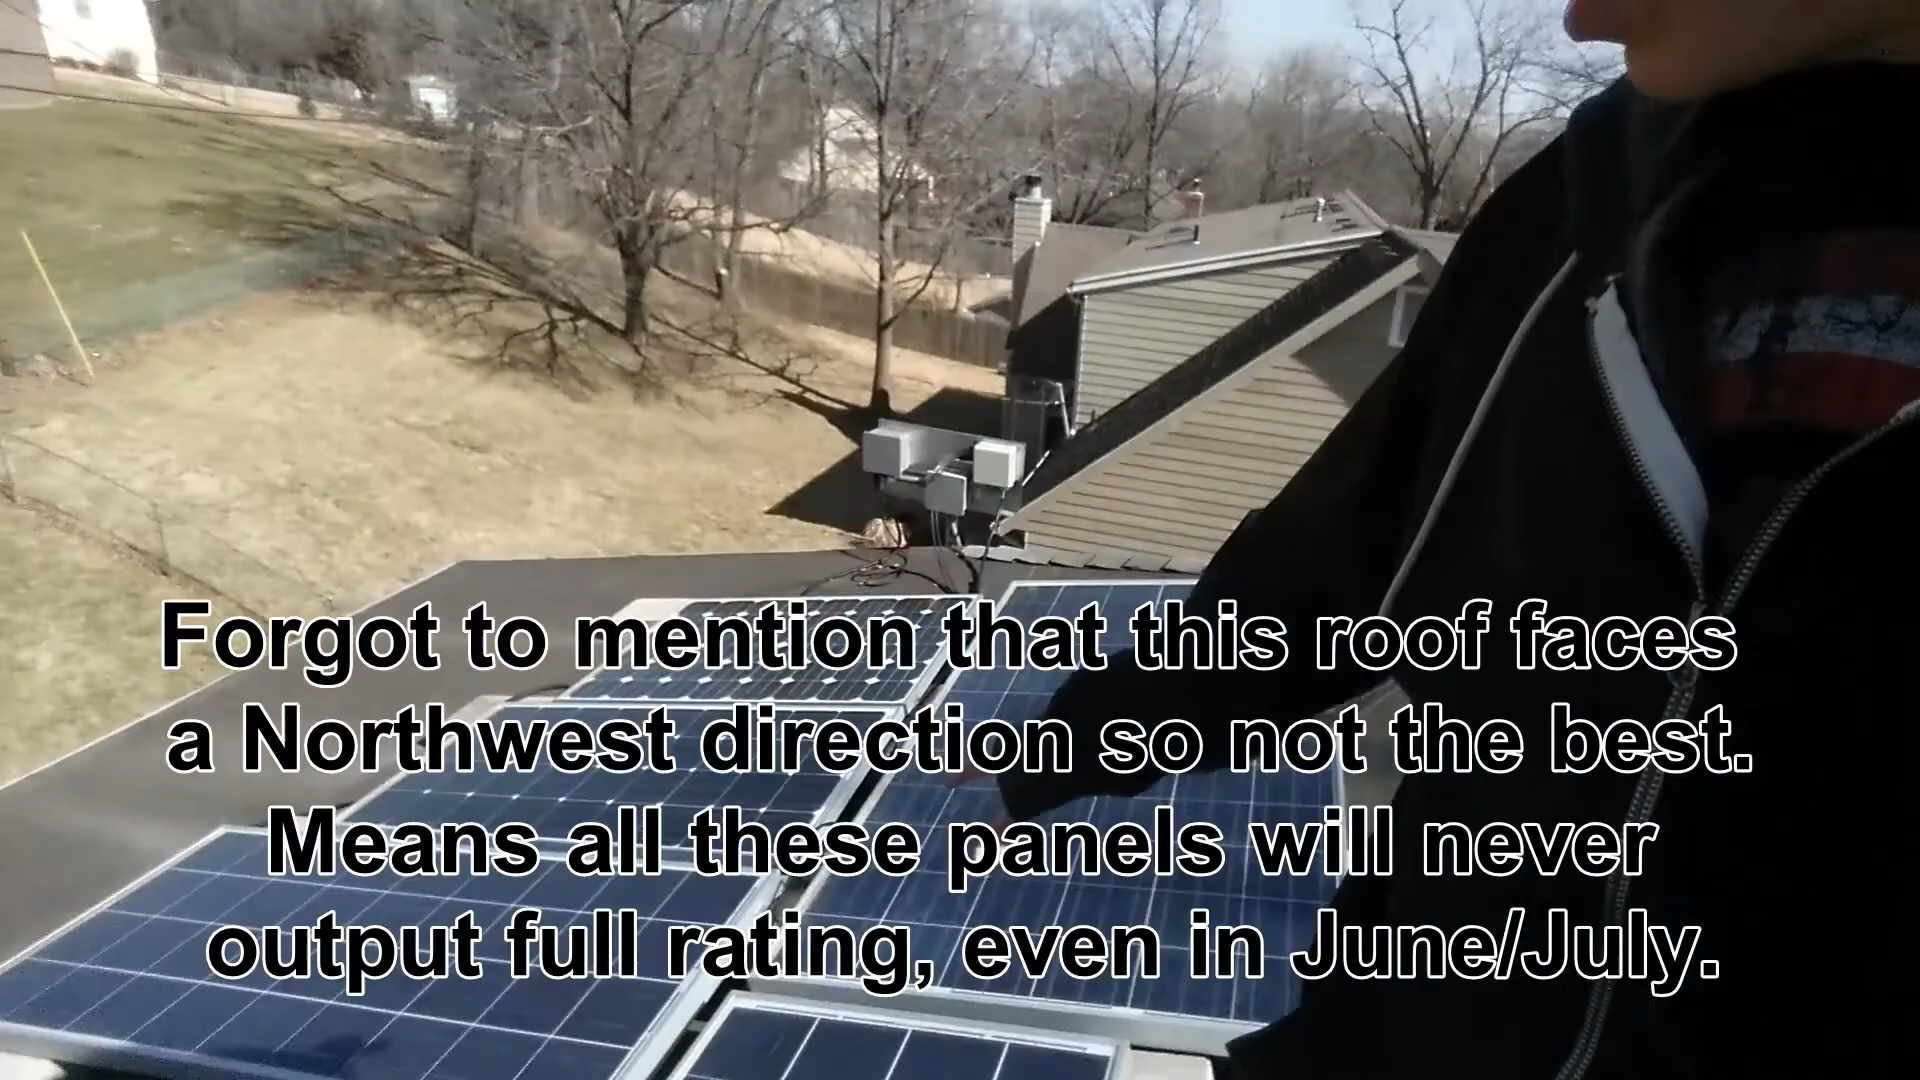 Forgot to mention that this roof faces
a Northwest direction so not the best.
Means all these panels will never
output full rating, even in June/July.